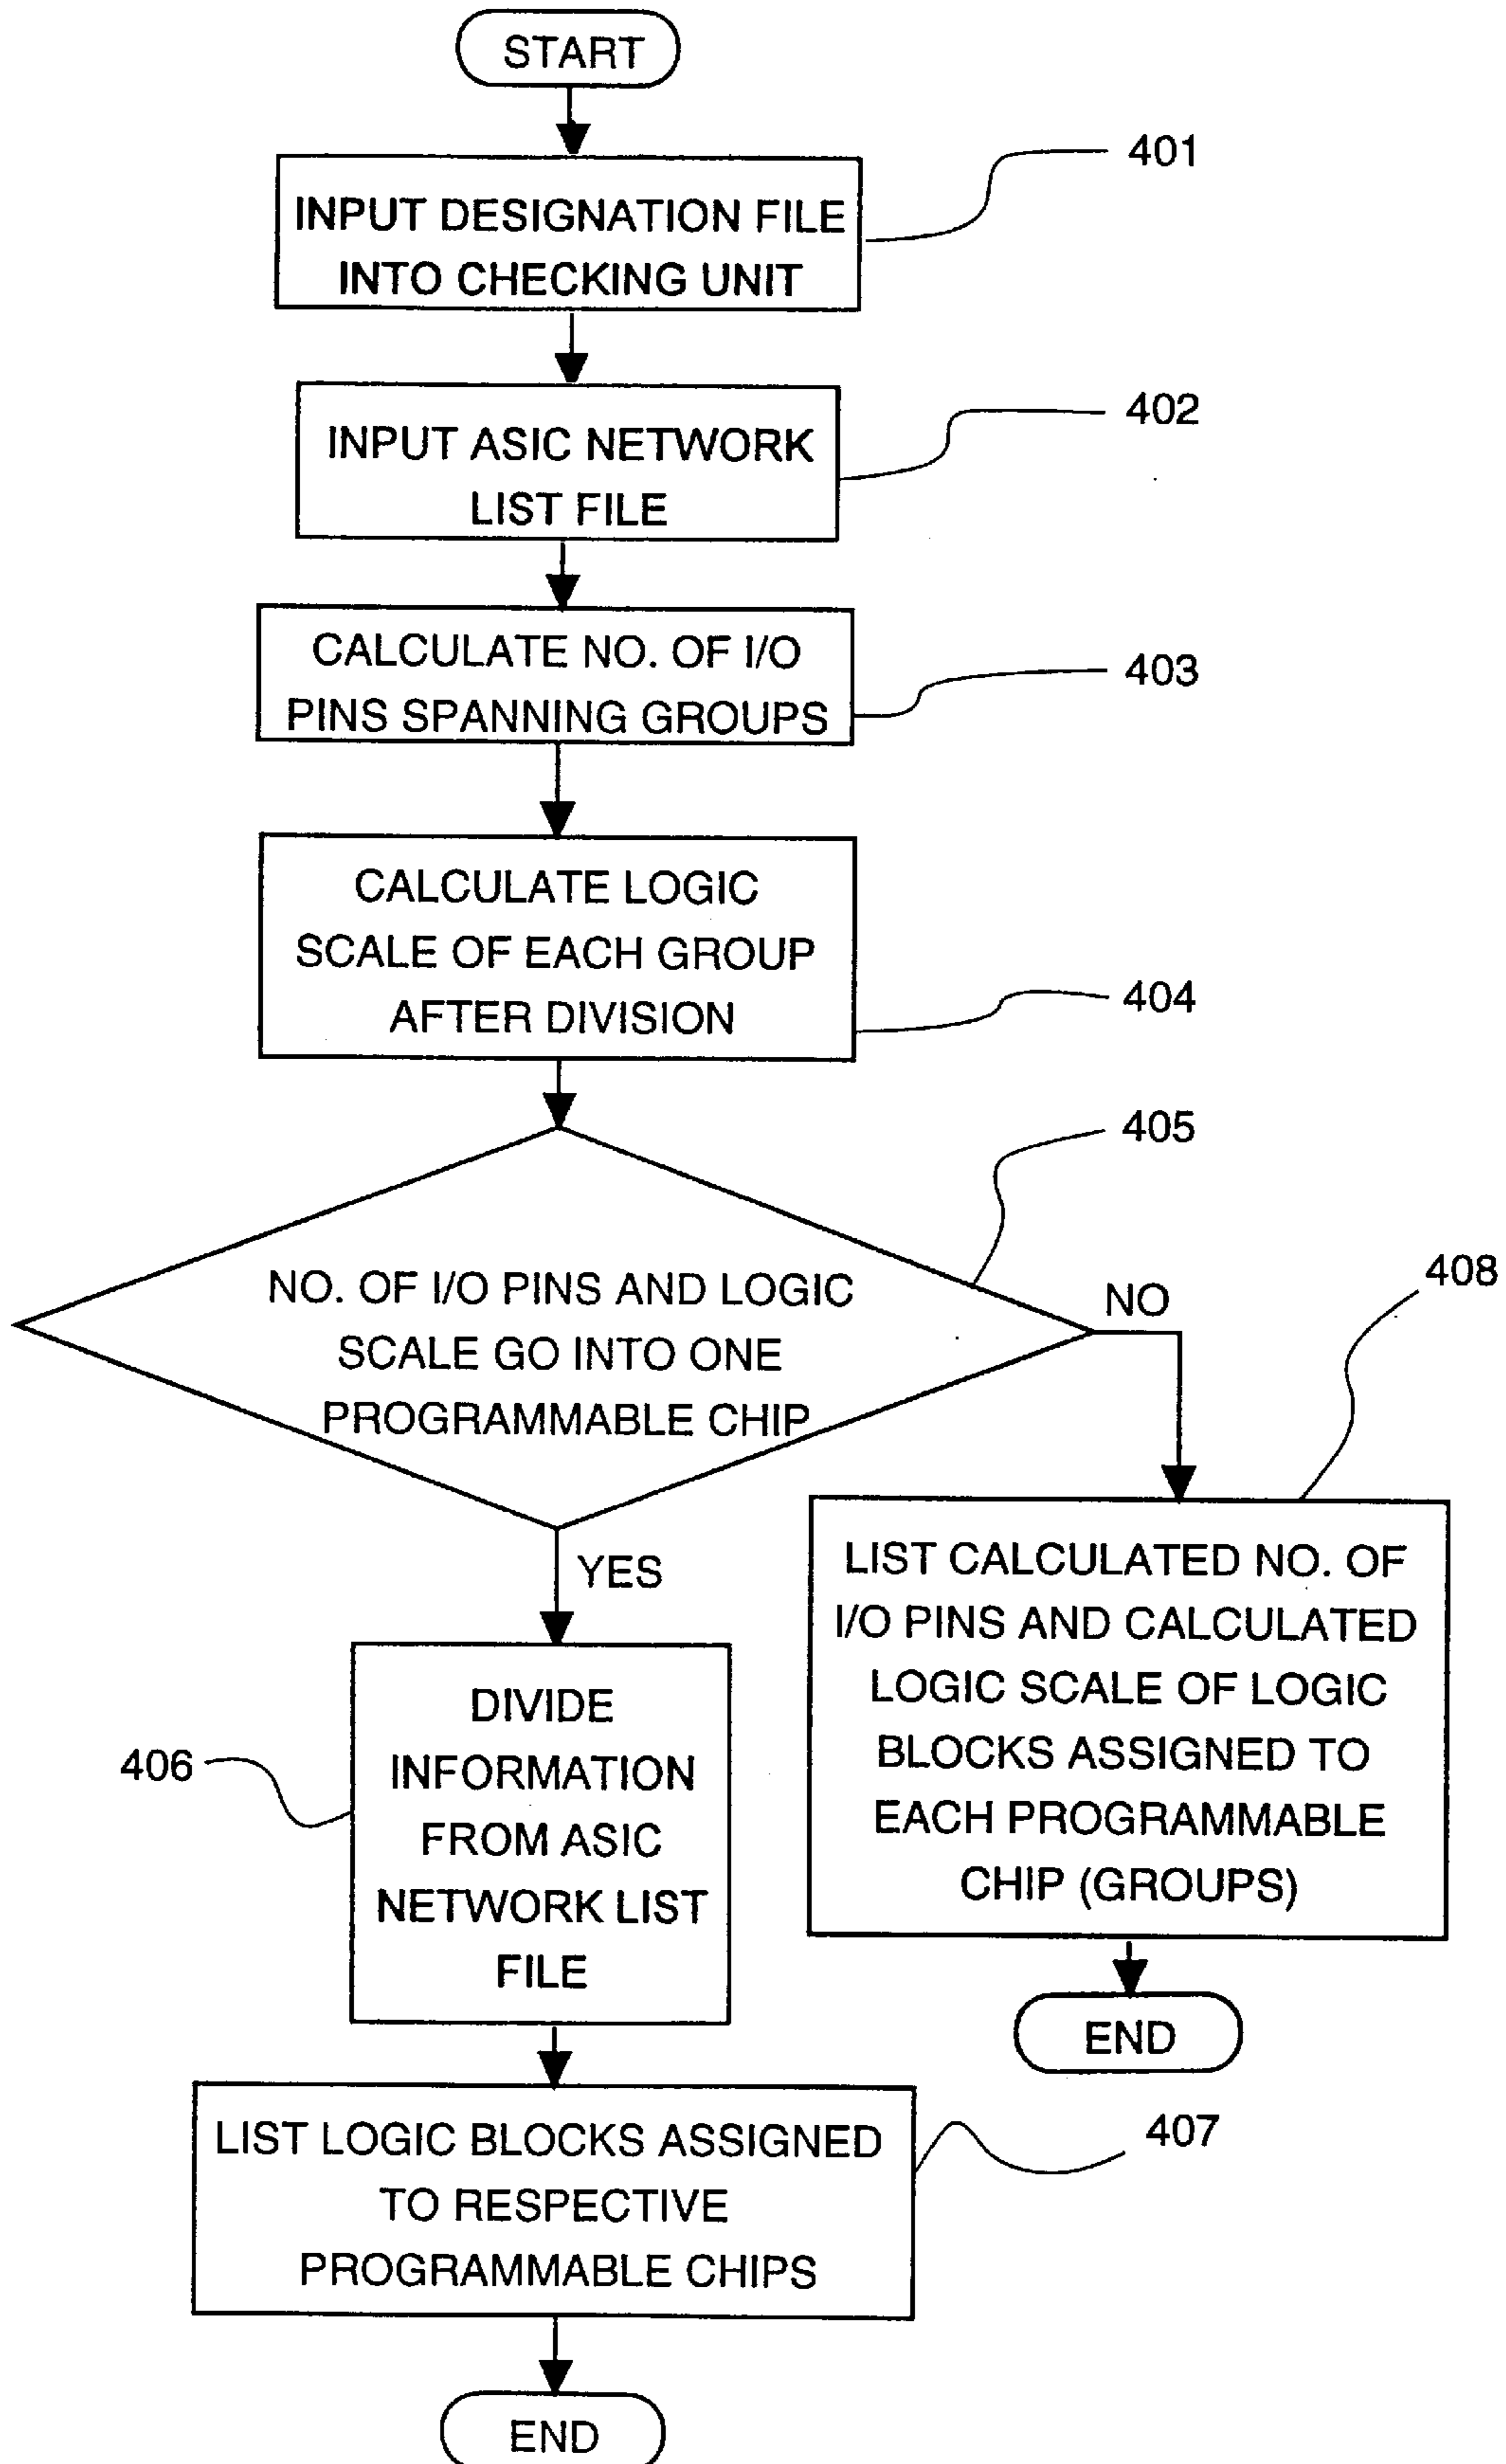 START
401
INPUT DESIGNATION FILE
INTO CHECKING UNIT
402
INPUT ASIC NETWORK
LIST FILE
403
CALCULATE NO. OF I/O
PINS SPANNING GROUPS
404
CALCULATE LOGIC
SCALE OF EACH GROUP
AFTER DIVISION
405
NO. OF I/O PINS AND LOGIC
SCALE GO INTO ONE
PROGRAMMABLE CHIP
NO
408
YES
LIST CALCULATED NO. OF
I/O PINS AND CALCULATED
LOGIC SCALE OF LOGIC
BLOCKS ASSIGNED TO
EACH PROGRAMMABLE
CHIP (GROUPS)
END
406
DIVIDE
INFORMATION
FROM ASIC
NETWORK LIST
FILE
407
LIST LOGIC BLOCKS ASSIGNED
TO RESPECTIVE
PROGRAMMABLE CHIPS
END